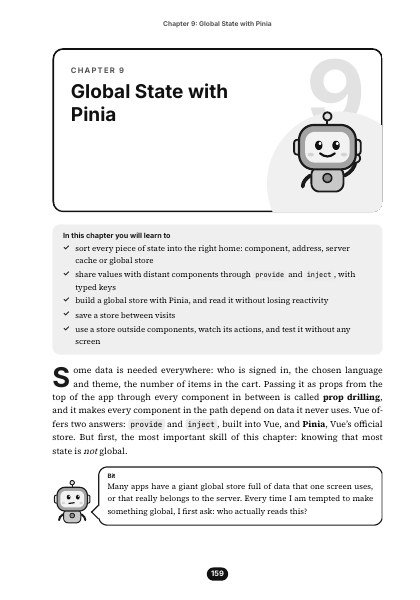 Chapter 9: Global State with Pinia
CHAPTER 9
9
Global State with
Pinia
In this chapter you will learn to
✓ sort every piece of state into the right home: component, address, server
cache or global store
✓ share values with distant components through provide and inject, with
typed keys
✓ build a global store with Pinia, and read it without losing reactivity
✓ save a store between visits
✓ use a store outside components, watch its actions, and test it without any
screen
Some data is needed everywhere: who is signed in, the chosen language
and theme, the number of items in the cart. Passing it as props from the
top of the app through every component in between is called prop drilling,
and it makes every component in the path depend on data it never uses. Vue of-
fers two answers: provide and inject, built into Vue, and Pinia, Vue’s official
store. But first, the most important skill of this chapter: knowing that most
state is not global.
Bit
Many apps have a giant global store full of data that one screen uses,
or that really belongs to the server. Every time I am tempted to make
something global, I first ask: who actually reads this?
159